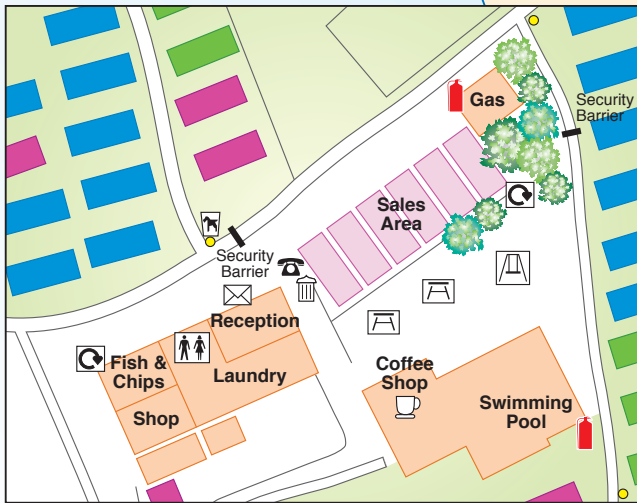 Gas
Security
Barrier
Sales
Area
Security
Barrier
Reception
Fish &
Chips
Laundry
Shop
Coffee
Shop
Swimming
Pool